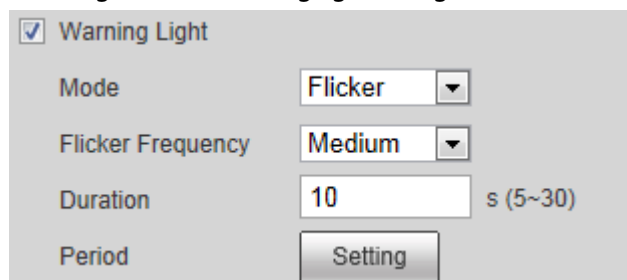 Warning Light
Mode Flicker
Flicker Frequency Medium
Duration 10 s (5~30)
Period Setting